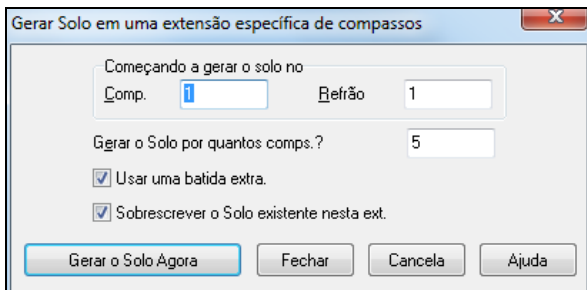 Gerar Solo em uma extensão específica de compassos
Começando a gerar o solo no
Comp. 1 Refrão 1
Gerar o Solo por quantos comps.? 5
Usar uma batida extra.
Sobrescrever o Solo existente nesta ext.
Gerar o Solo Agora Fechar Cancela Ajuda